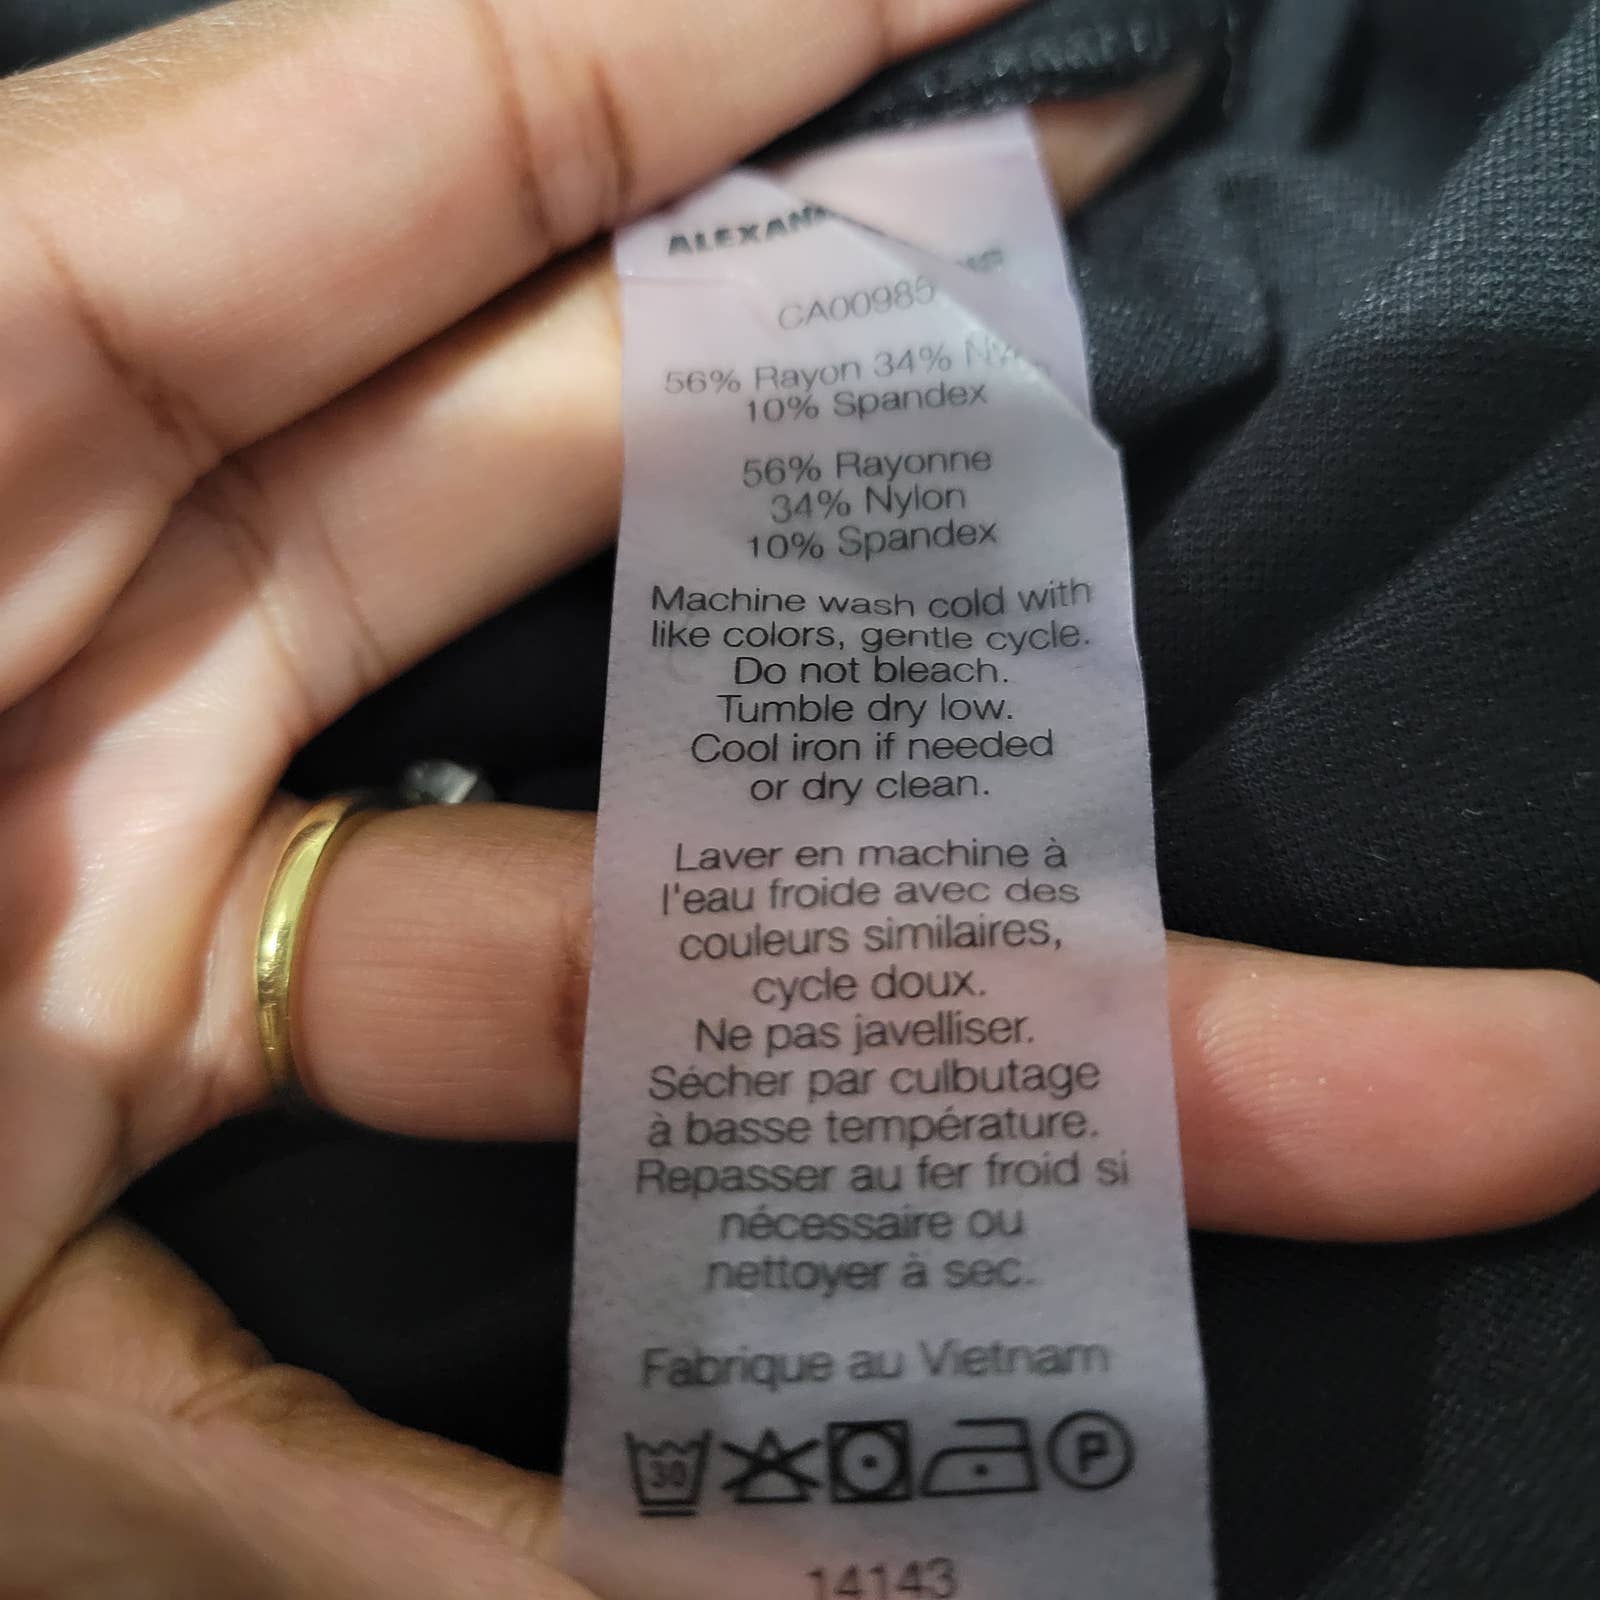 CA00985
56% Rayon 34%
10% Spandex
56% Rayonne
34% Nylon
10% Spandex
Machine wash cold with
like colors, gentle cycle.
Do not bleach.
Tumble dry low.
Cool iron if needed
or dry clean.
Laver en machine à
l'eau froide avec des
couleurs similaires,
cycle doux.
Ne pas javelliser.
Sécher par culbutage
à basse température.
Repasser au fer froid si
nécessaire ou
nettoyer à sec.
Fabrique au Vietnam
30 P
14143